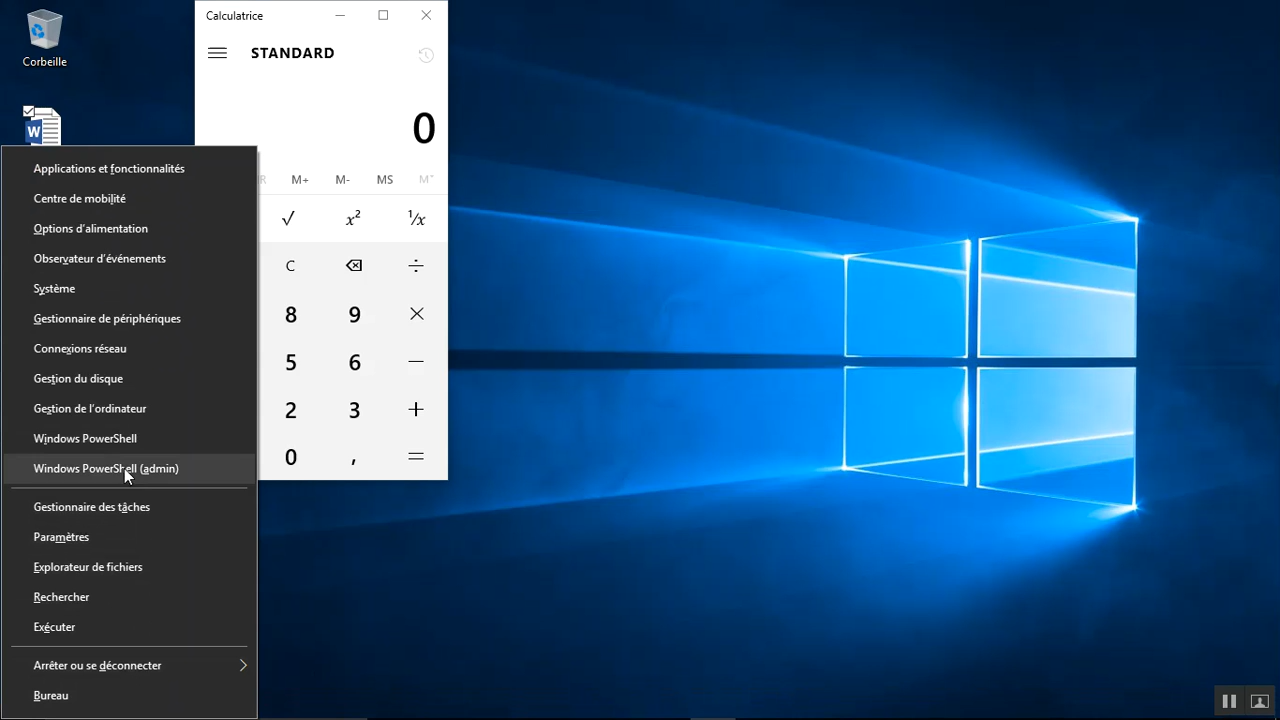 Corbeille
W
Calculatrice
STANDARD
0
R M+ M- MS M˅
√ x² ¹/x
C ÷
8 9 ×
5 6 −
2 3 +
0 , =
Applications et fonctionnalités
Centre de mobilité
Options d'alimentation
Observateur d'événements
Système
Gestionnaire de périphériques
Connexions réseau
Gestion du disque
Gestion de l'ordinateur
Windows PowerShell
Windows PowerShell (admin)
Gestionnaire des tâches
Paramètres
Explorateur de fichiers
Rechercher
Exécuter
Arrêter ou se déconnecter
Bureau